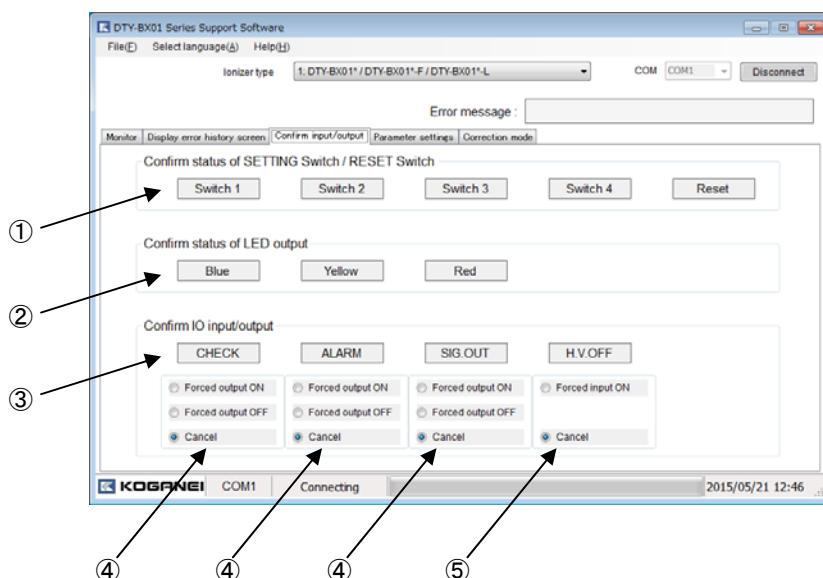 DTY-BX01 Series Support Software
File(F) Select language(A) Help(H)
Ionizer type 1: DTY-BX01* / DTY-BX01*-F / DTY-BX01*-L COM COM1 Disconnect
Error message :
Monitor Display error history screen Confirm input/output Parameter settings Correction mode
Confirm status of SETTING Switch / RESET Switch
① Switch 1 Switch 2 Switch 3 Switch 4 Reset
Confirm status of LED output
② Blue Yellow Red
Confirm IO input/output
③ CHECK ALARM SIG.OUT H.V.OFF
Forced output ON Forced output ON Forced output ON Forced input ON
Forced output OFF Forced output OFF Forced output OFF
Cancel Cancel Cancel Cancel
KOGANEI COM1 Connecting 2015/05/21 12:46
④ ④ ④ ⑤